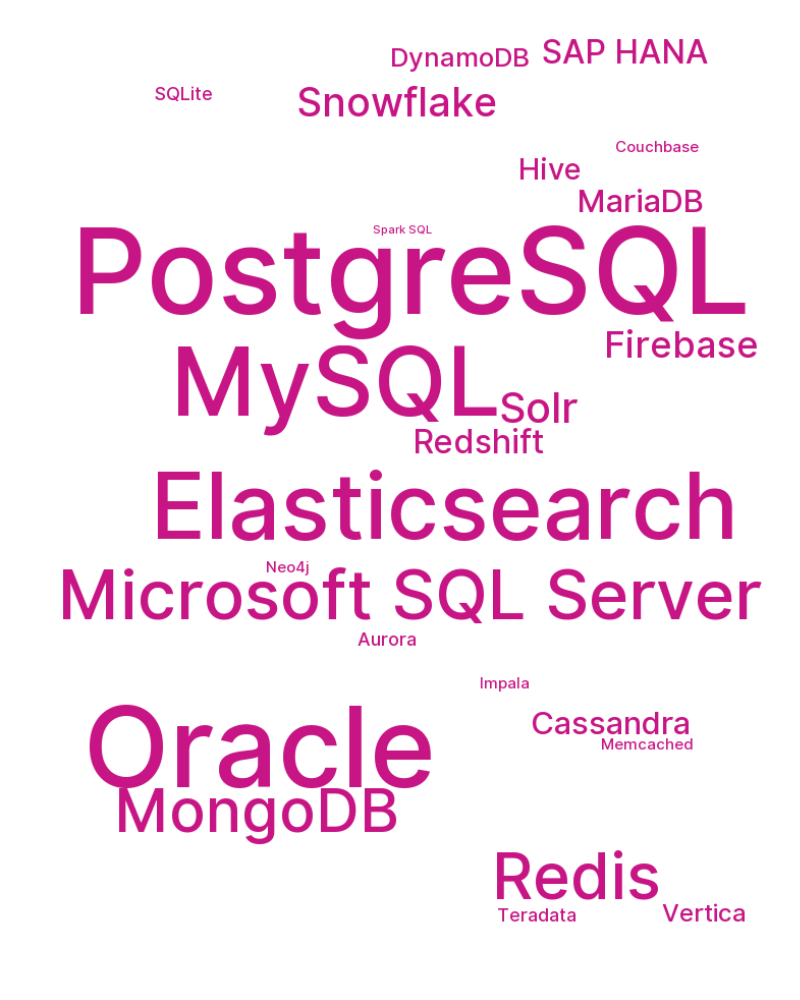 DynamoDB
SAP HANA
SQLite
Snowflake
Couchbase
Hive
MariaDB
Spark SQL
PostgreSQL
Firebase
MySQL
Solr
Redshift
Elasticsearch
Neo4j
Microsoft SQL Server
Aurora
Impala
Cassandra
Memcached
Oracle
MongoDB
Redis
Teradata
Vertica